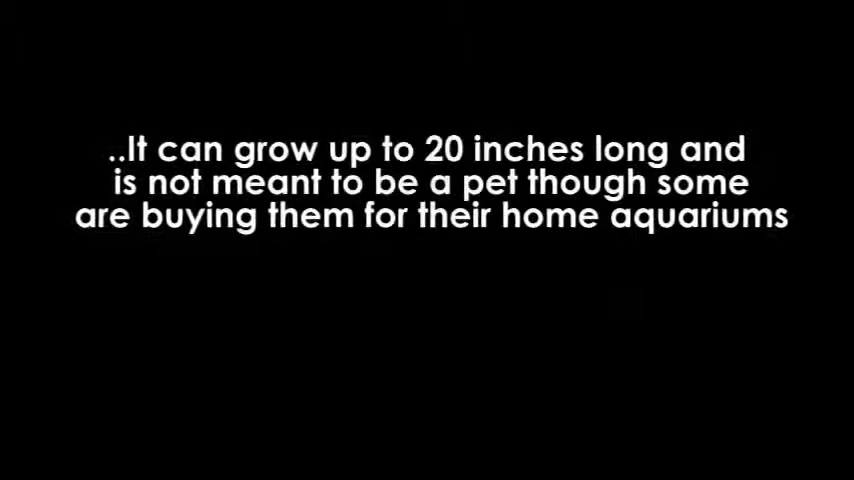 ..It can grow up to 20 inches long and
is not meant to be a pet though some
are buying them for their home aquariums